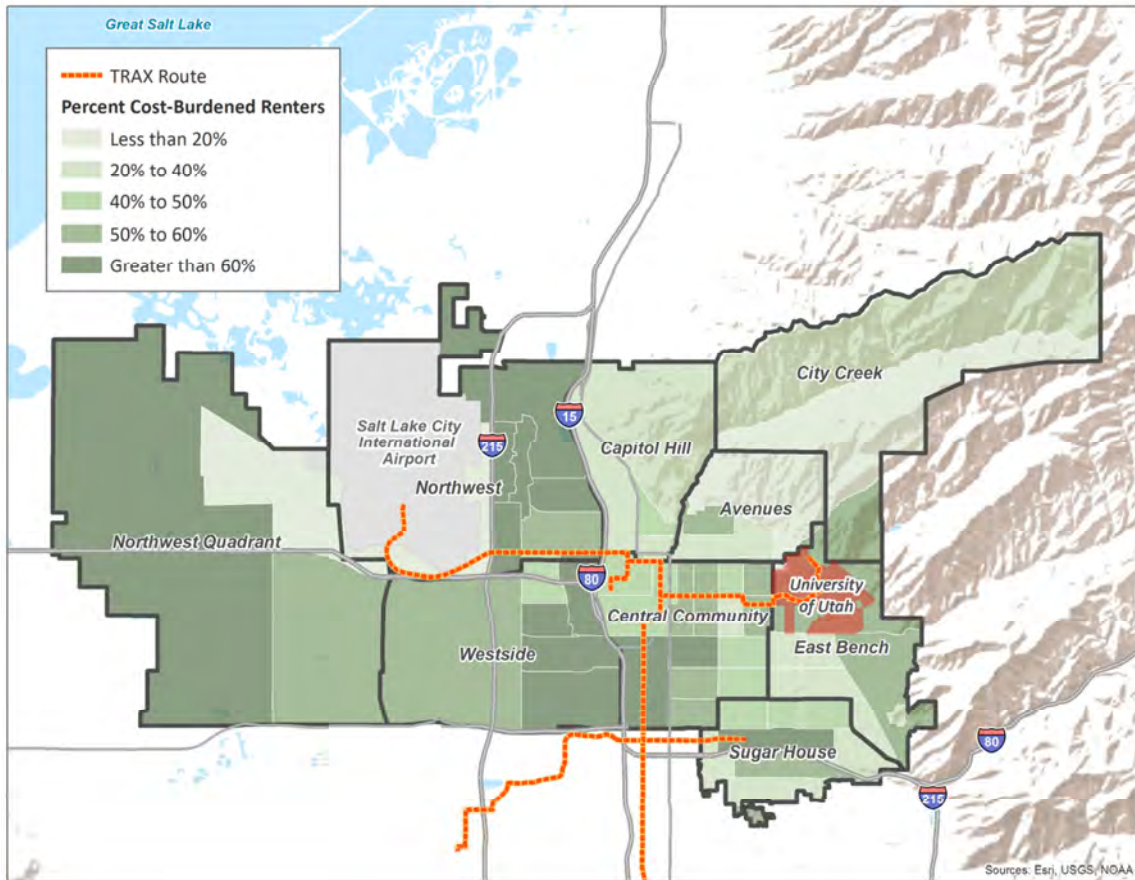 Great Salt Lake
TRAX Route
Percent Cost-Burdened Renters
Less than 20%
20% to 40%
40% to 50%
50% to 60%
Greater than 60%
City Creek
15
Salt Lake City
International
Airport
215
Capitol Hill
Northwest
Avenues
Northwest Quadrant
80
University
of Utah
Central Community
Westside
East Bench
Sugar House
80
215
Sources: Esri, USGS, NOAA